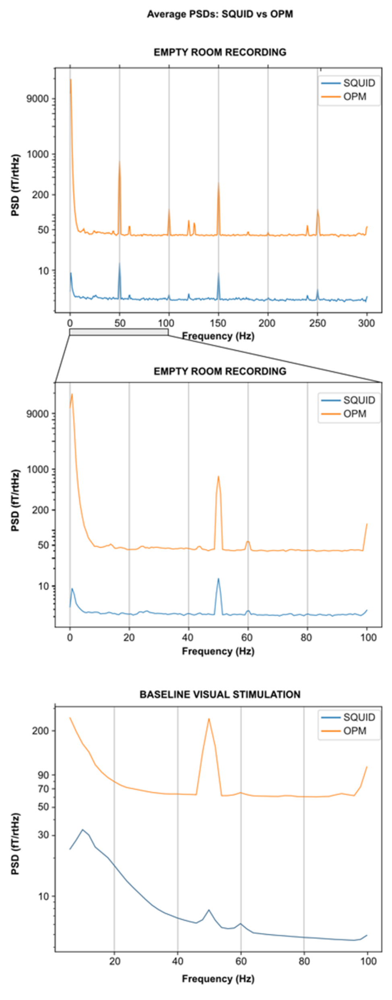 Average PSDs: SQUID vs OPM
EMPTY ROOM RECORDING
SQUID
OPM
9000
1000
200
50
10
PSD (fT/rtHz)
0 50 100 150 200 250 300
Frequency (Hz)
EMPTY ROOM RECORDING
SQUID
OPM
9000
1000
200
50
10
PSD (fT/rtHz)
0 20 40 60 80 100
Frequency (Hz)
BASELINE VISUAL STIMULATION
SQUID
OPM
200
90
70
50
30
10
PSD (fT/rtHz)
20 40 60 80 100
Frequency (Hz)